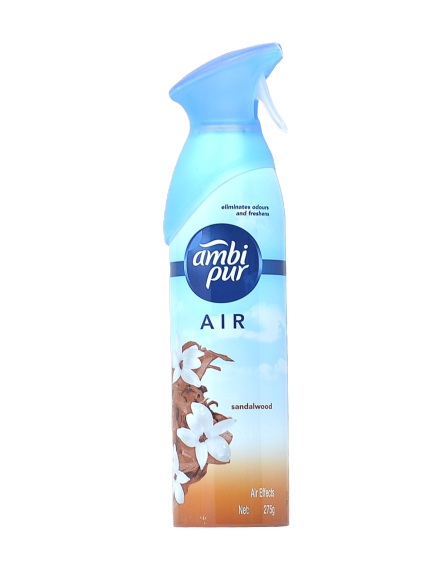 eliminates odours
and freshens
ambi
pur
AIR
sandalwood
Air Effects
Net: 275g